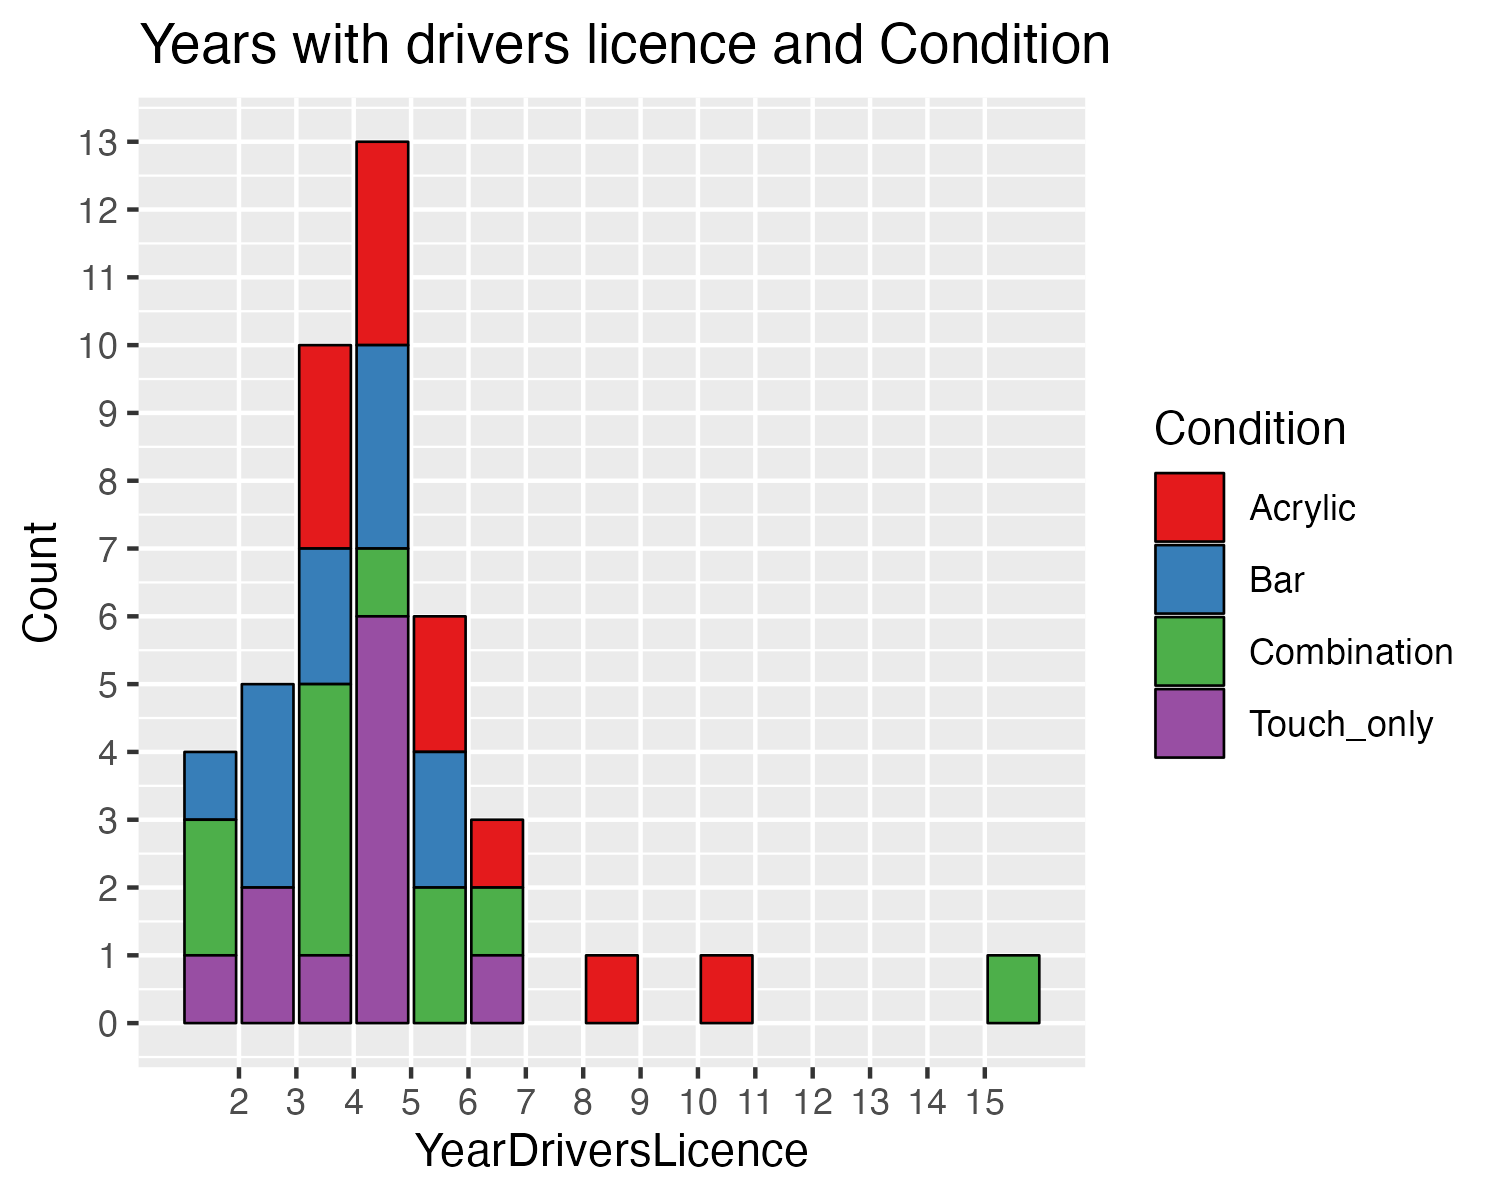 Years with drivers licence and Condition
13
12
11
10
9
8
7
6
5
4
3
2
1
0
Count
2 3 4 5 6 7 8 9 10 11 12 13 14 15
YearDriversLicence
Condition
Acrylic
Bar
Combination
Touch_only